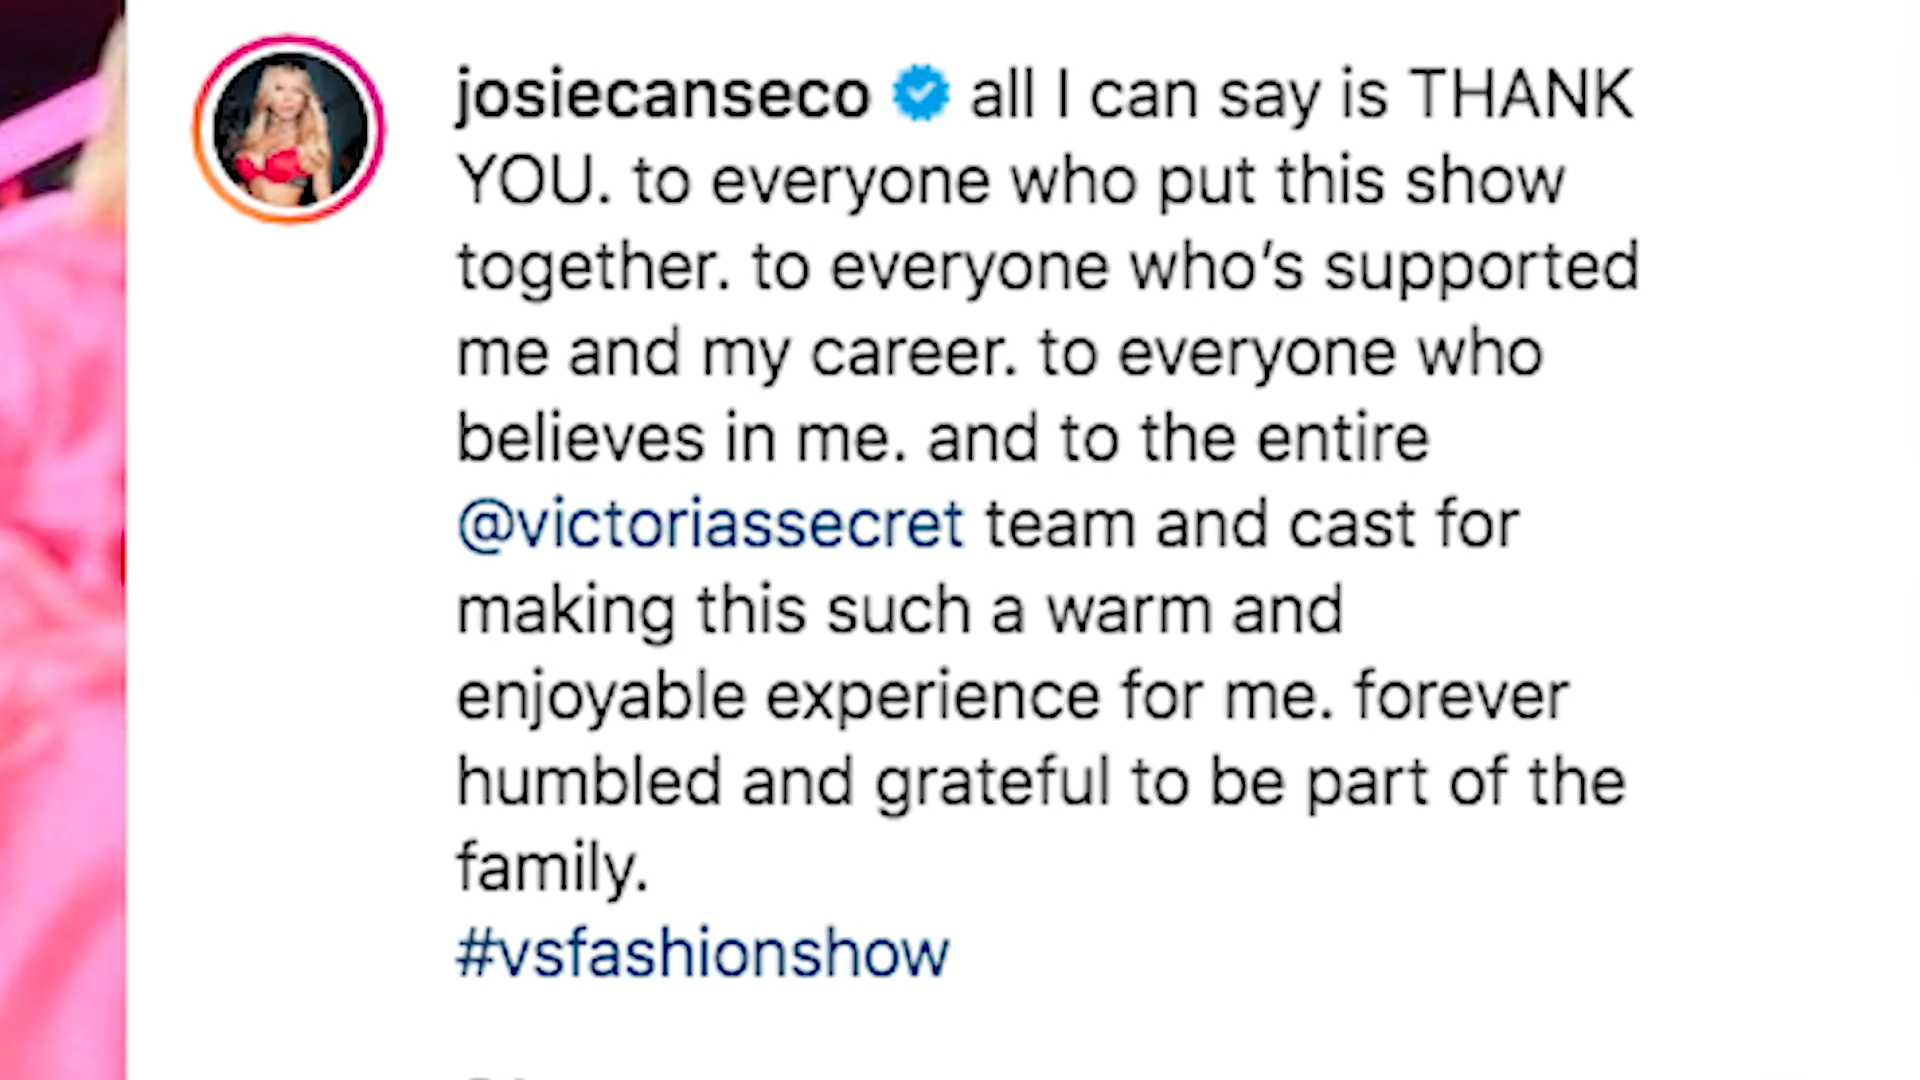 josiecanseco all I can say is THANK
YOU. to everyone who put this show
together. to everyone who’s supported
me and my career. to everyone who
believes in me. and to the entire
@victoriassecret team and cast for
making this such a warm and
enjoyable experience for me. forever
humbled and grateful to be part of the
family.
#vsfashionshow